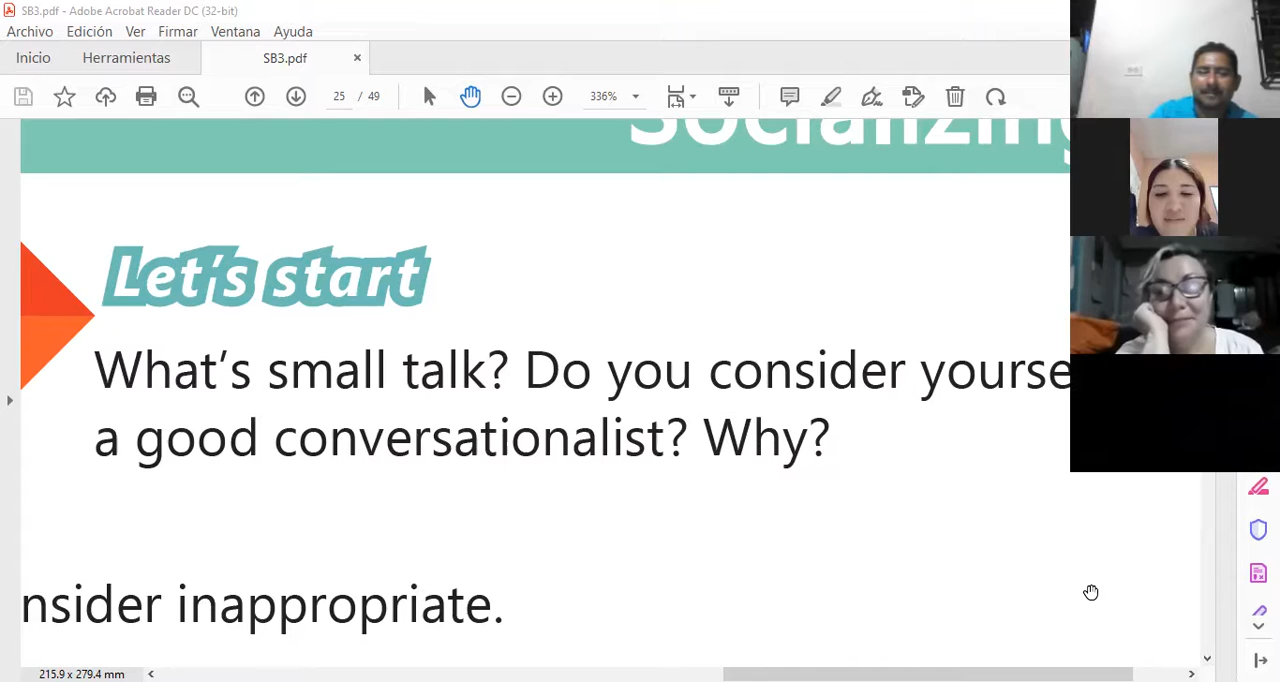 SB3.pdf - Adobe Acrobat Reader DC (32-bit)
Archivo Edición Ver Firmar Ventana Ayuda
Inicio Herramientas SB3.pdf ×
25 / 49 336%
Socializing
Let's start
What's small talk? Do you consider yourse
a good conversationalist? Why?
nsider inappropriate.
215.9 x 279.4 mm